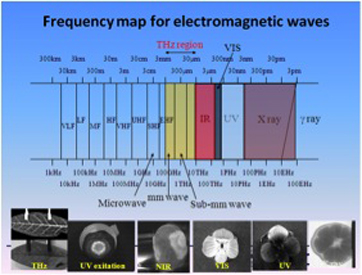 Frequency map for electromagnetic waves
THz region
VIS
300km 3km 30m 30cm 3mm 30μm 300nm 3nm 30pm
30km 300m 3m 3cm 300μm 3μm 30nm 300pm 3pm
VLF LF MF HF VHF UHF SHF EHF IR UV X ray γ ray
1kHz 100kHz 10MHz 1GHz 100GHz 10THz 1PHz 100PHz 10EHz
10kHz 1MHz 100MHz 10GHz 1THz 100THz 10PHz 1EHz 100EHz
Microwave mm wave Sub-mm wave
THz UV exitation NIR VIS UV